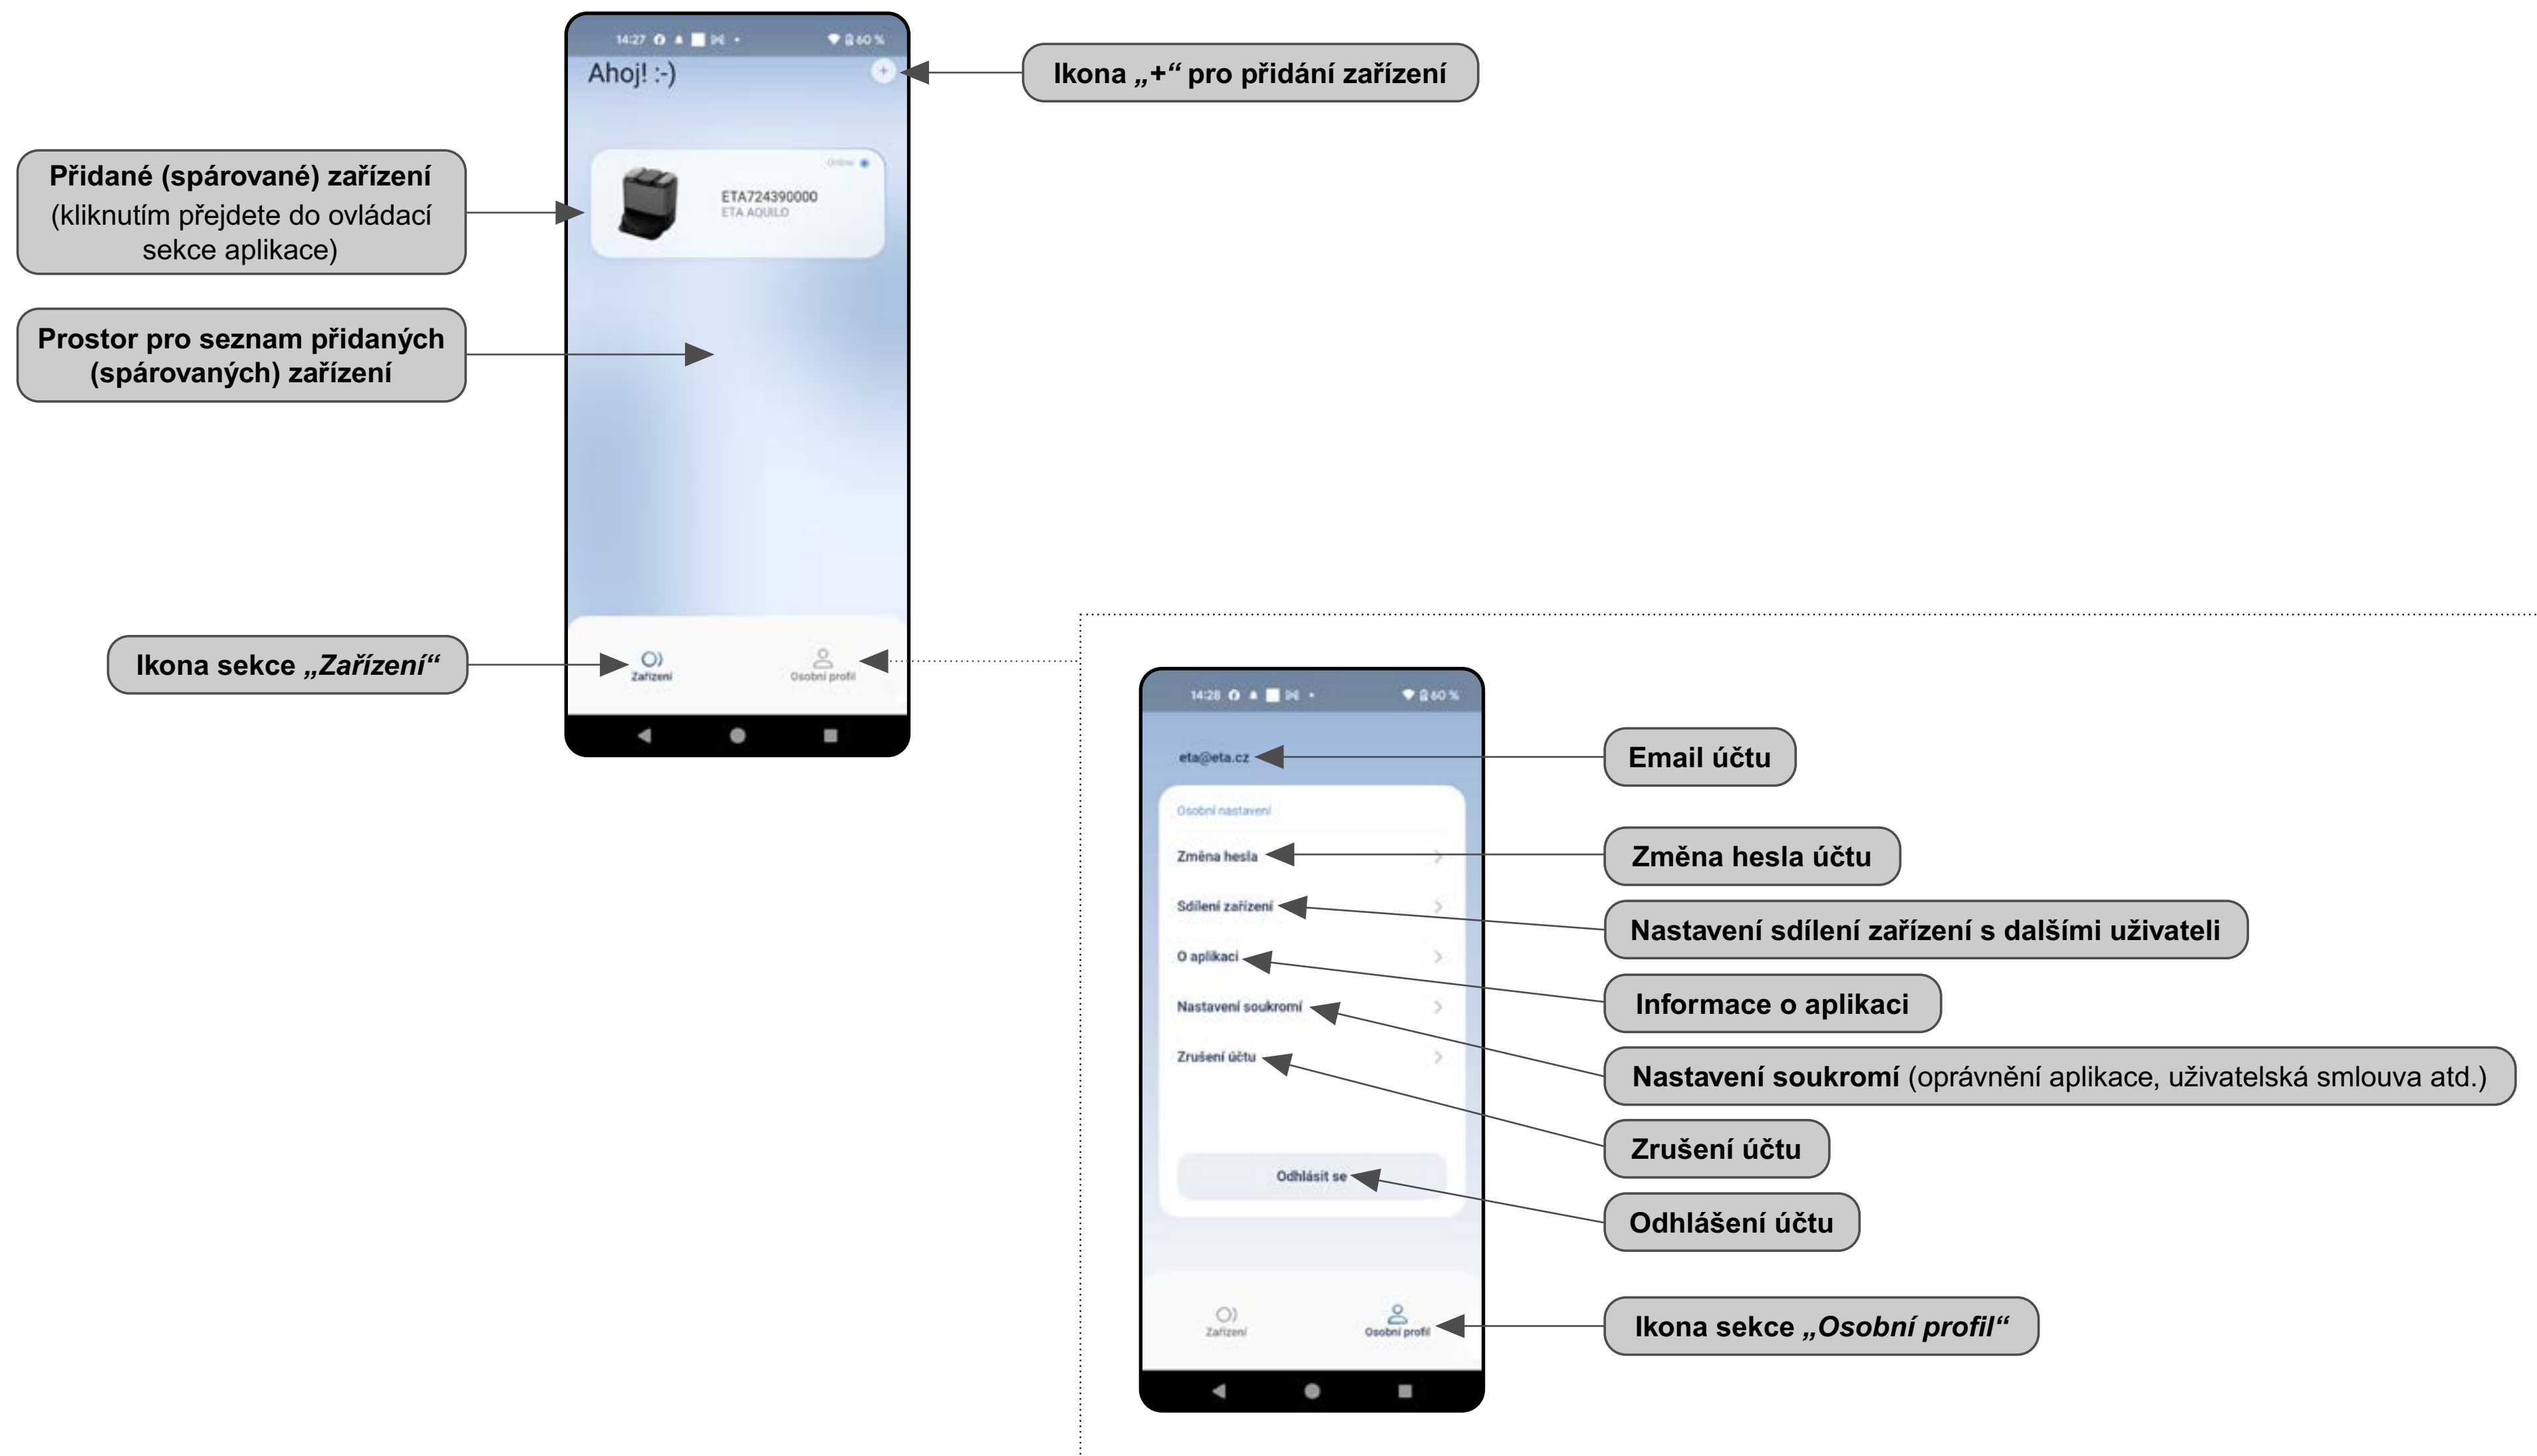 14:27
60 %
Ahoj! :-)
+
Ikona „+“ pro přidání zařízení
Přidané (spárované) zařízení
(kliknutím přejdete do ovládací
sekce aplikace)
Online
ETA724390000
ETA AQUILO
Prostor pro seznam přidaných
(spárovaných) zařízení
Ikona sekce „Zařízení“
Zařízení
Osobní profil
14:28
60 %
eta@eta.cz
Email účtu
Osobní nastavení
Změna hesla
Změna hesla účtu
Sdílení zařízení
Nastavení sdílení zařízení s dalšími uživateli
O aplikaci
Informace o aplikaci
Nastavení soukromí
Nastavení soukromí (oprávnění aplikace, uživatelská smlouva atd.)
Zrušení účtu
Zrušení účtu
Odhlásit se
Odhlášení účtu
Zařízení
Osobní profil
Ikona sekce „Osobní profil“